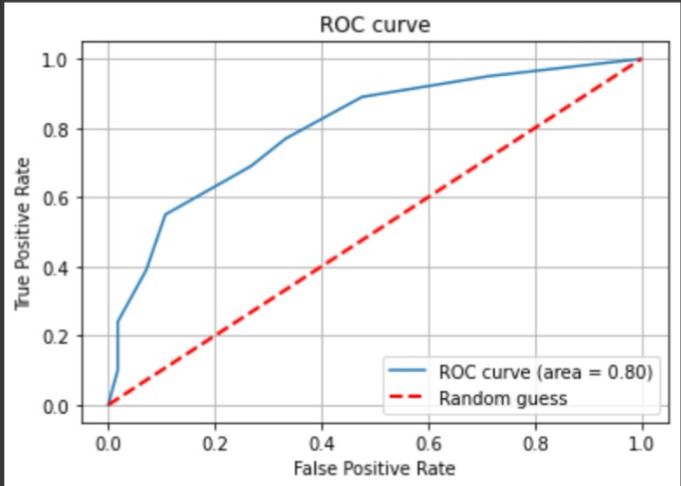 ROC curve
1.0
0.8
0.6
0.4
0.2
0.0
True Positive Rate
ROC curve (area = 0.80)
Random guess
0.0 0.2 0.4 0.6 0.8 1.0
False Positive Rate